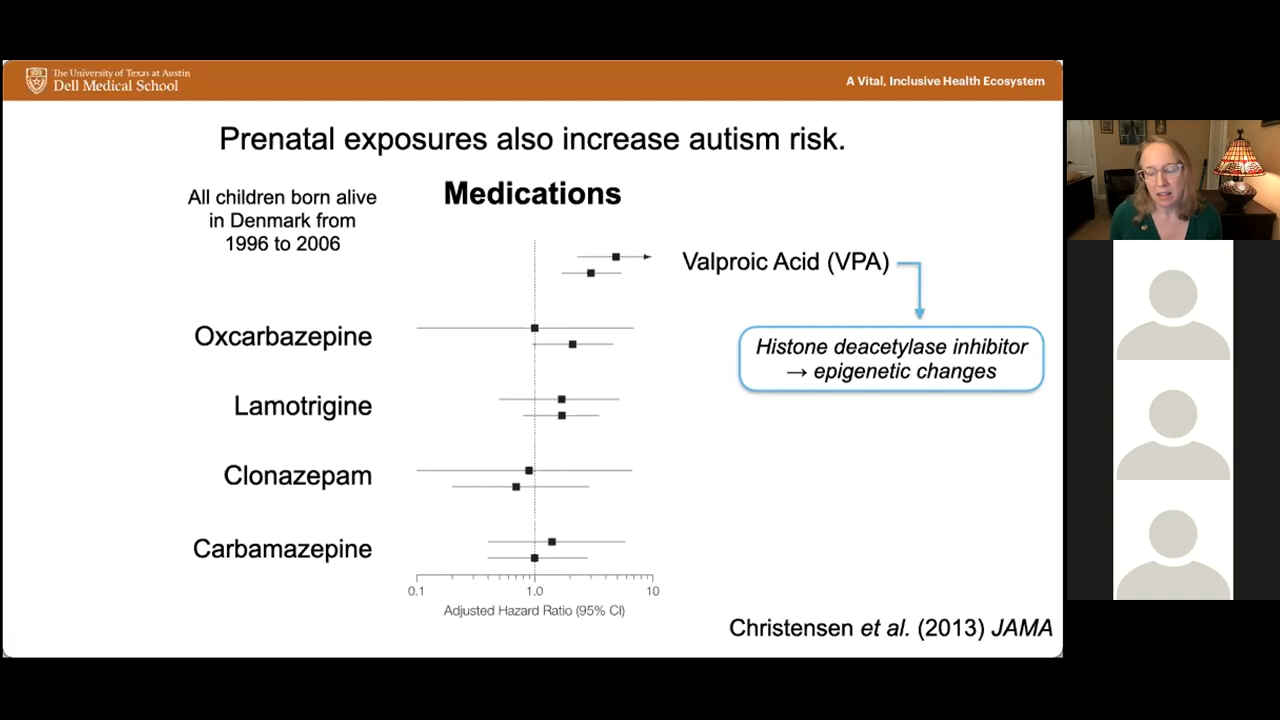 The University of Texas at Austin
Dell Medical School
A Vital, Inclusive Health Ecosystem
Prenatal exposures also increase autism risk.
All children born alive
in Denmark from
1996 to 2006
Medications
Valproic Acid (VPA)
Histone deacetylase inhibitor
→ epigenetic changes
Oxcarbazepine
Lamotrigine
Clonazepam
Carbamazepine
0.1 1.0 10
Adjusted Hazard Ratio (95% CI)
Christensen et al. (2013) JAMA